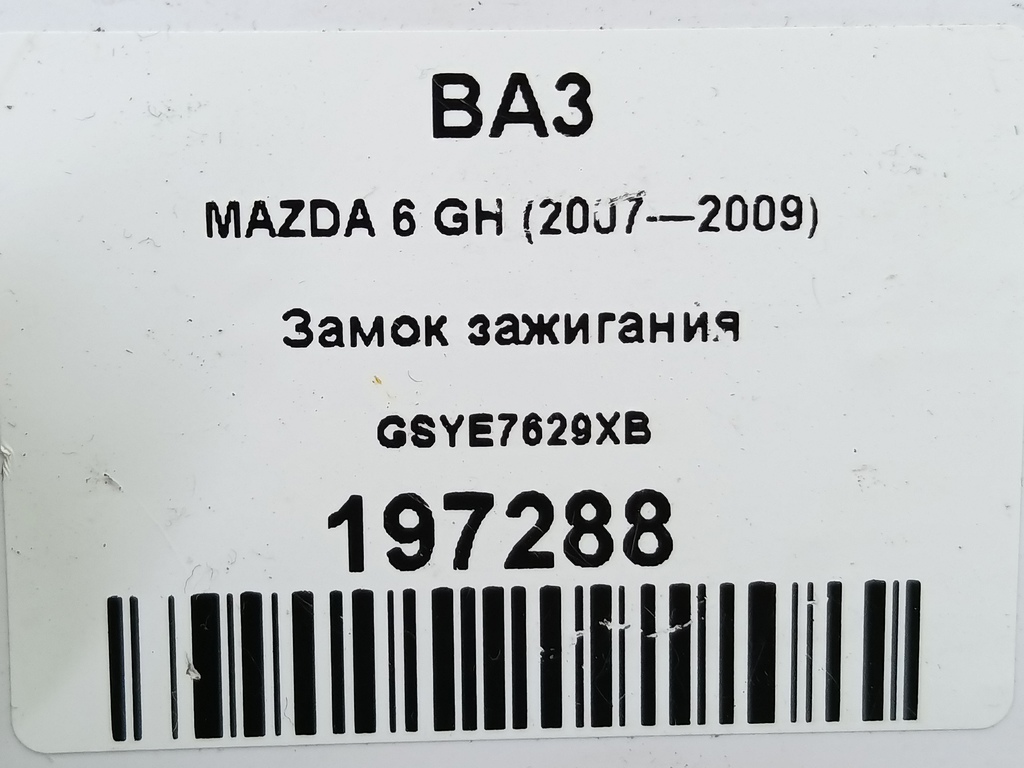 ВАЗ
MAZDA 6 GH (2007—2009)
Замок зажигания
GSYE7629XB
197288